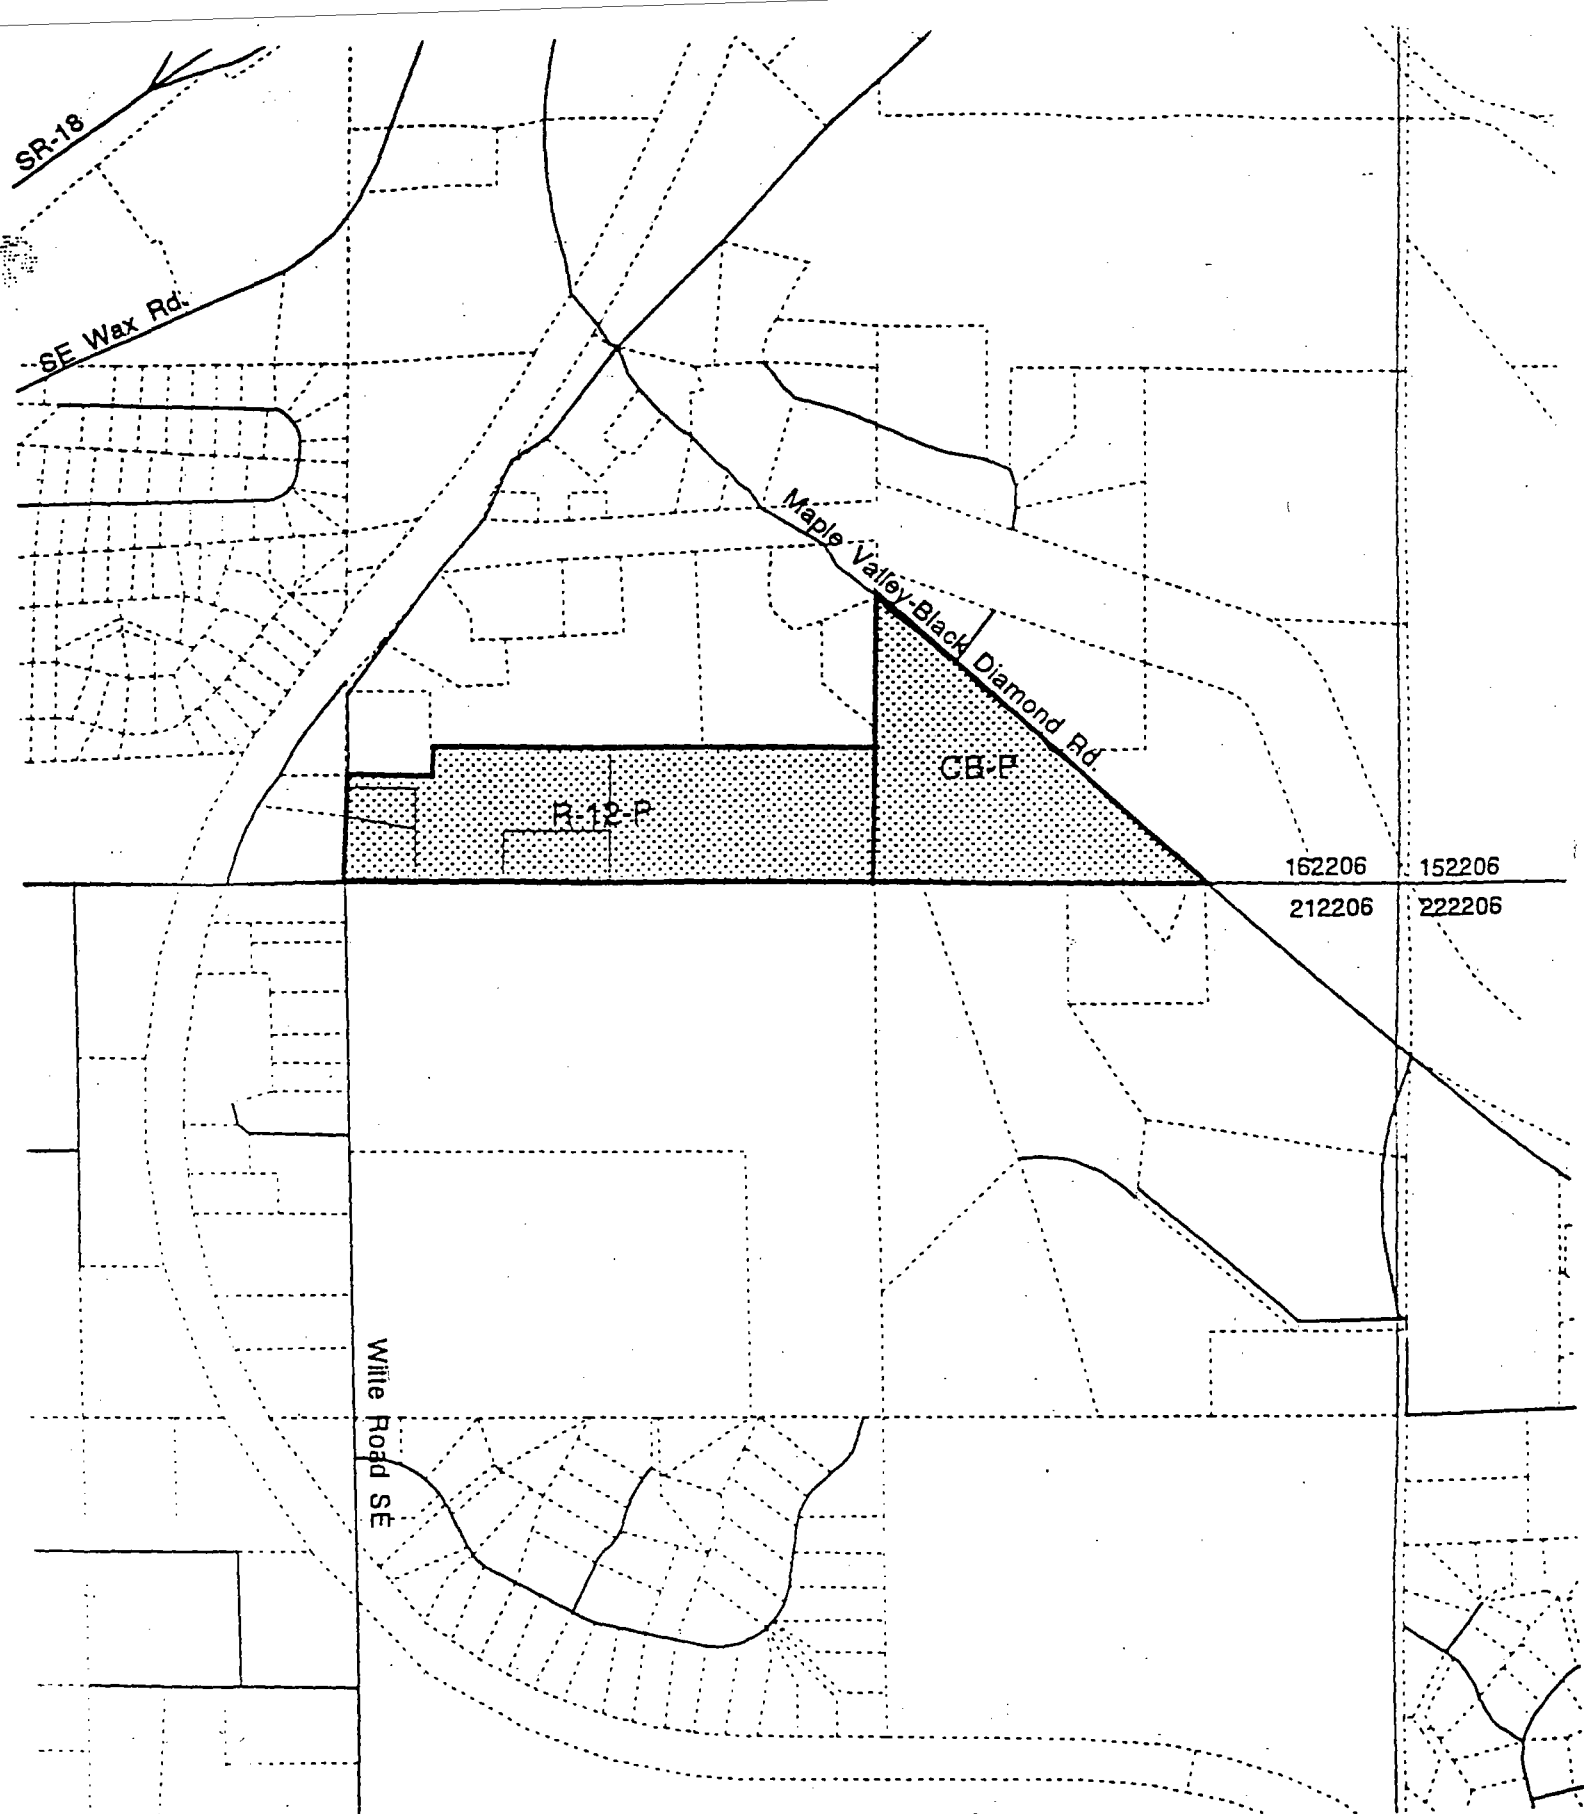 SR-18
SE Wax Rd.
Maple Valley-Black Diamond Rd.
CB-P
R-12-P
162206
152206
212206
222206
Witte Road SE